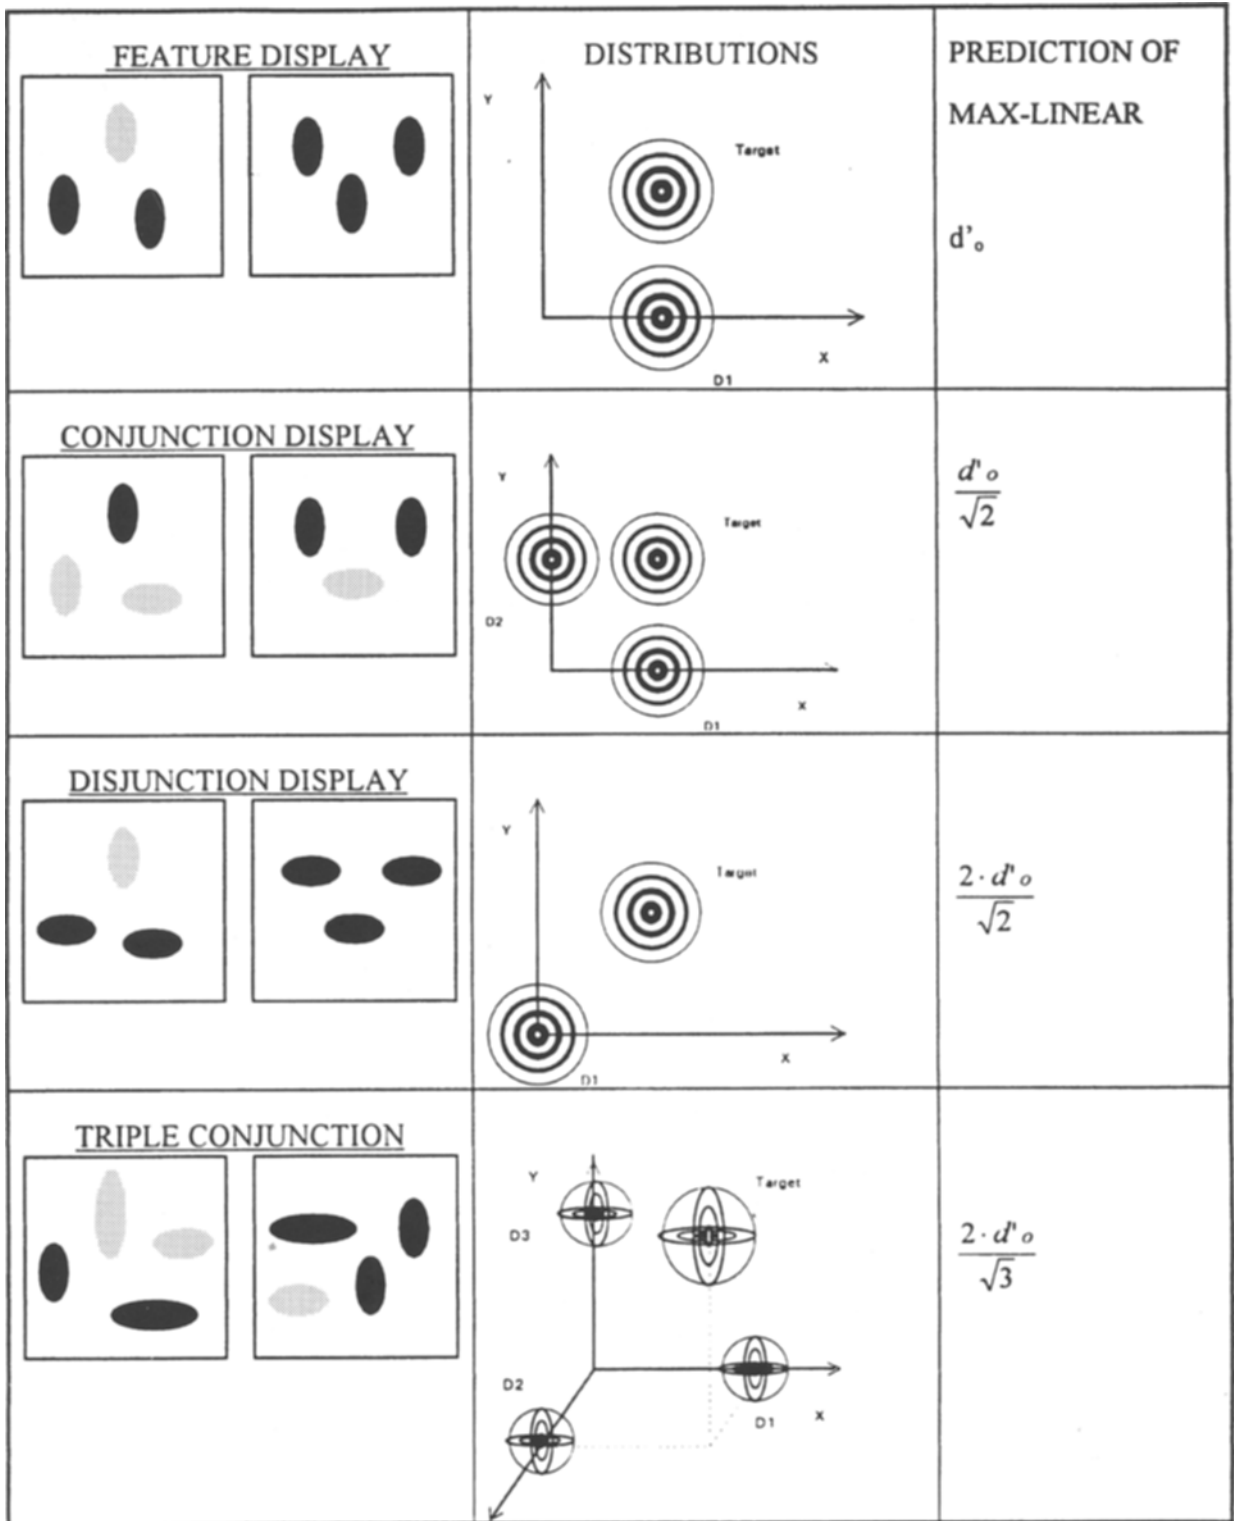 FEATURE DISPLAY
DISTRIBUTIONS
PREDICTION OF
MAX-LINEAR
Y
Target
X
D1
d'o
CONJUNCTION DISPLAY
Y
Target
D2
X
D1
d'o
√2
DISJUNCTION DISPLAY
Y
Target
X
D1
2 · d'o
√2
TRIPLE CONJUNCTION
Y
Target
D3
D2
D1
X
2 · d'o
√3